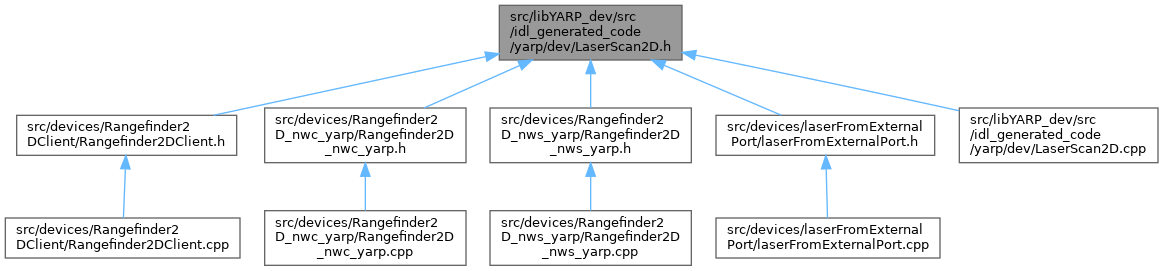 src/libYARP_dev/src
/idl_generated_code
/yarp/dev/LaserScan2D.h
src/devices/Rangefinder2
DClient/Rangefinder2DClient.h
src/devices/Rangefinder2
D_nwc_yarp/Rangefinder2D
_nwc_yarp.h
src/devices/Rangefinder2
D_nws_yarp/Rangefinder2D
_nws_yarp.h
src/devices/laserFromExternal
Port/laserFromExternalPort.h
src/libYARP_dev/src
/idl_generated_code
/yarp/dev/LaserScan2D.cpp
src/devices/Rangefinder2
DClient/Rangefinder2DClient.cpp
src/devices/Rangefinder2
D_nwc_yarp/Rangefinder2D
_nwc_yarp.cpp
src/devices/Rangefinder2
D_nws_yarp/Rangefinder2D
_nws_yarp.cpp
src/devices/laserFromExternal
Port/laserFromExternalPort.cpp